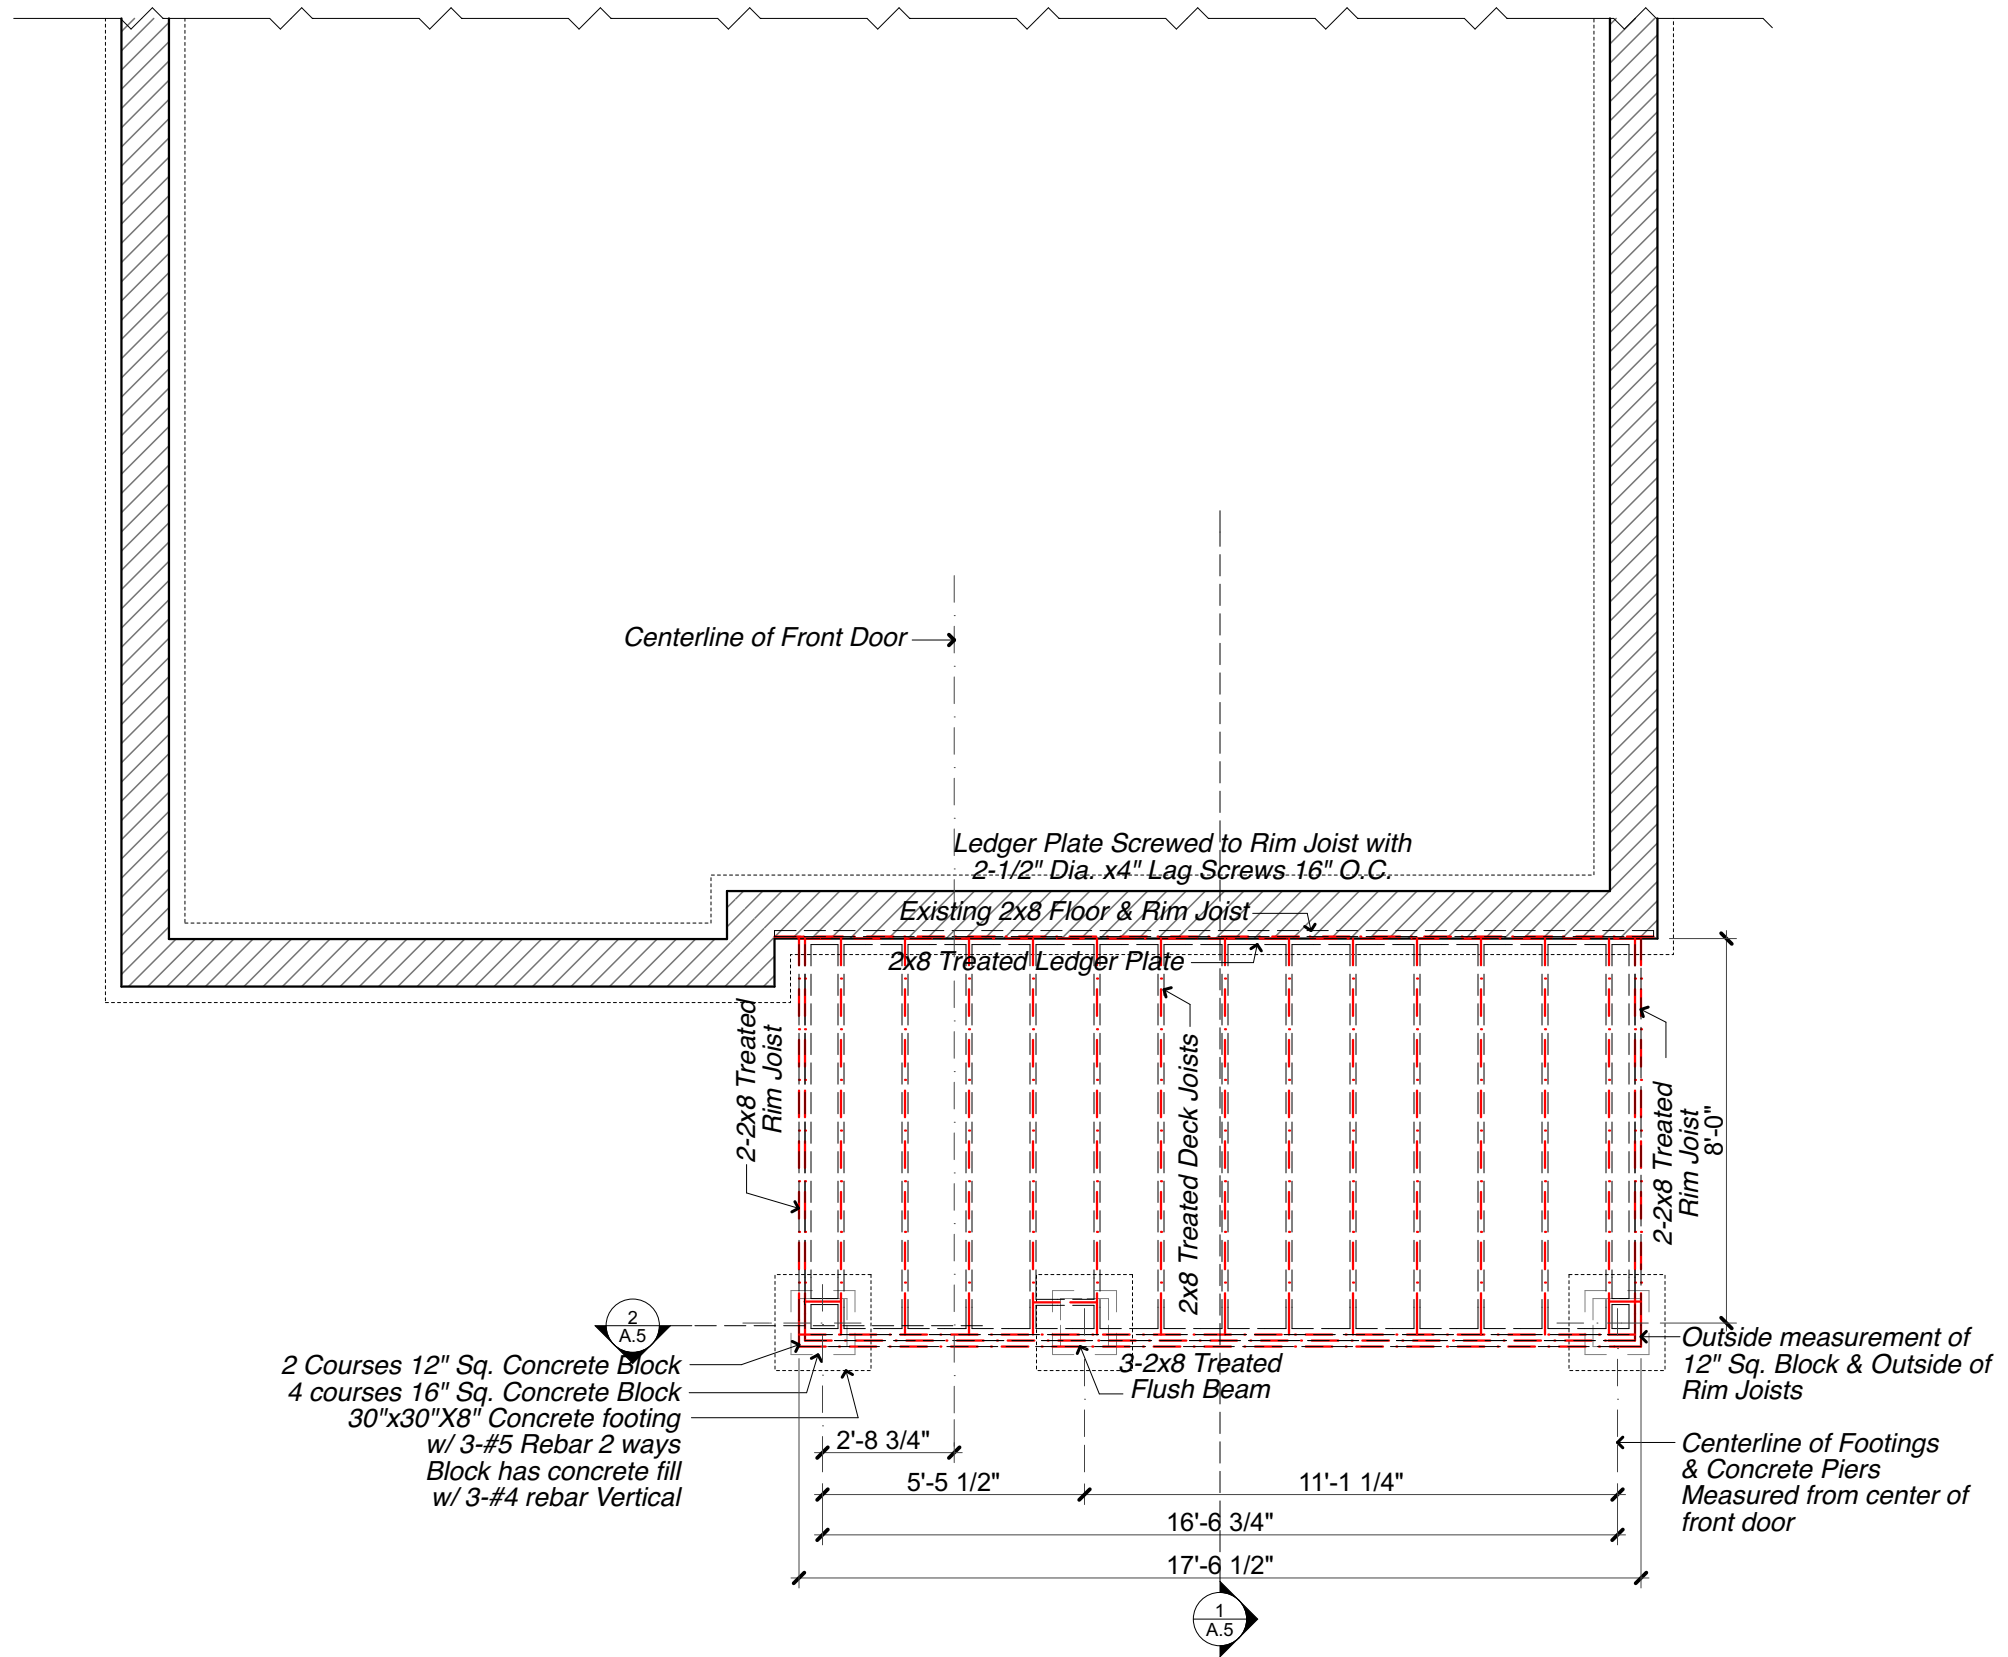 Centerline of Front Door
Ledger Plate Screwed to Rim Joist with
2-1/2" Dia. x4" Lag Screws 16" O.C.
Existing 2x8 Floor & Rim Joist
2x8 Treated Ledger Plate
2-2x8 Treated
Rim Joist
2x8 Treated Deck Joists
2-2x8 Treated
Rim Joist
8'-0"
2
A.5
2 Courses 12" Sq. Concrete Block
4 courses 16" Sq. Concrete Block
30"x30"X8" Concrete footing
w/ 3-#5 Rebar 2 ways
Block has concrete fill
w/ 3-#4 rebar Vertical
3-2x8 Treated
Flush Beam
Outside measurement of
12" Sq. Block & Outside of
Rim Joists
Centerline of Footings
& Concrete Piers
Measured from center of
front door
2'-8 3/4"
5'-5 1/2"
11'-1 1/4"
16'-6 3/4"
17'-6 1/2"
1
A.5